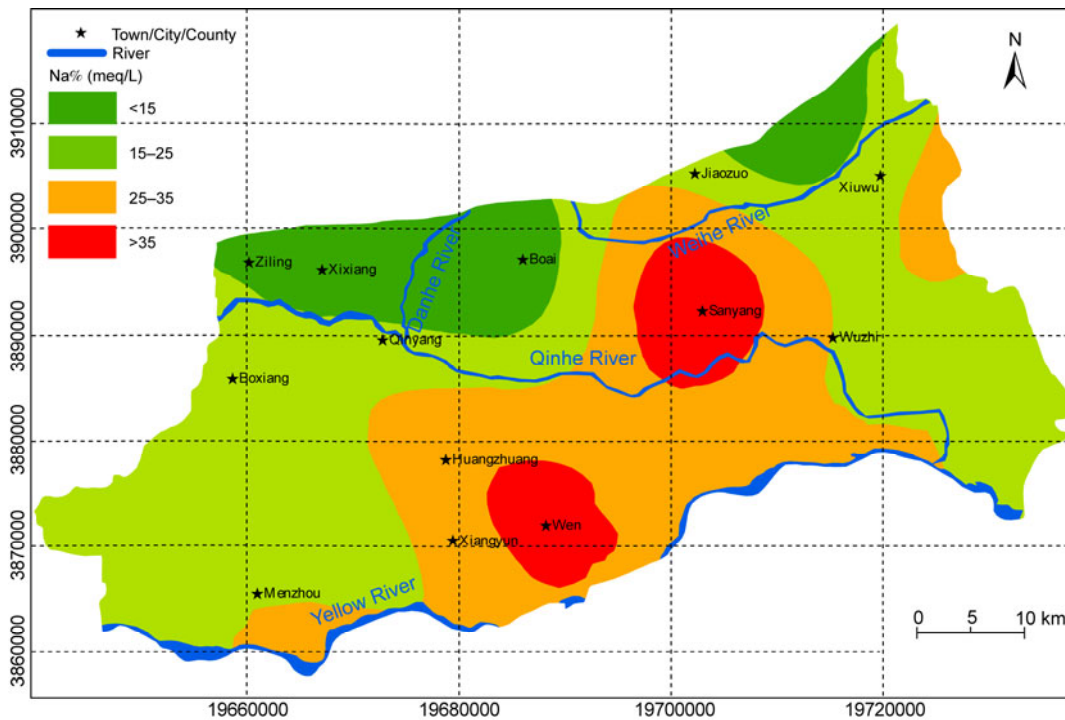 Town/City/County
River
Na% (meq/L)
<15
15–25
25–35
>35
N
Jiaozuo
Xiuwu
Weihe River
Ziling
Xixiang
Danhe River
Boai
Sanyang
Qinyang
Qinhe River
Wuzhi
Boxiang
Huangzhuang
Wen
Xiangyun
Menzhou
Yellow River
0 5 10 km
3910000
3900000
3890000
3880000
3870000
3860000
19660000 19680000 19700000 19720000